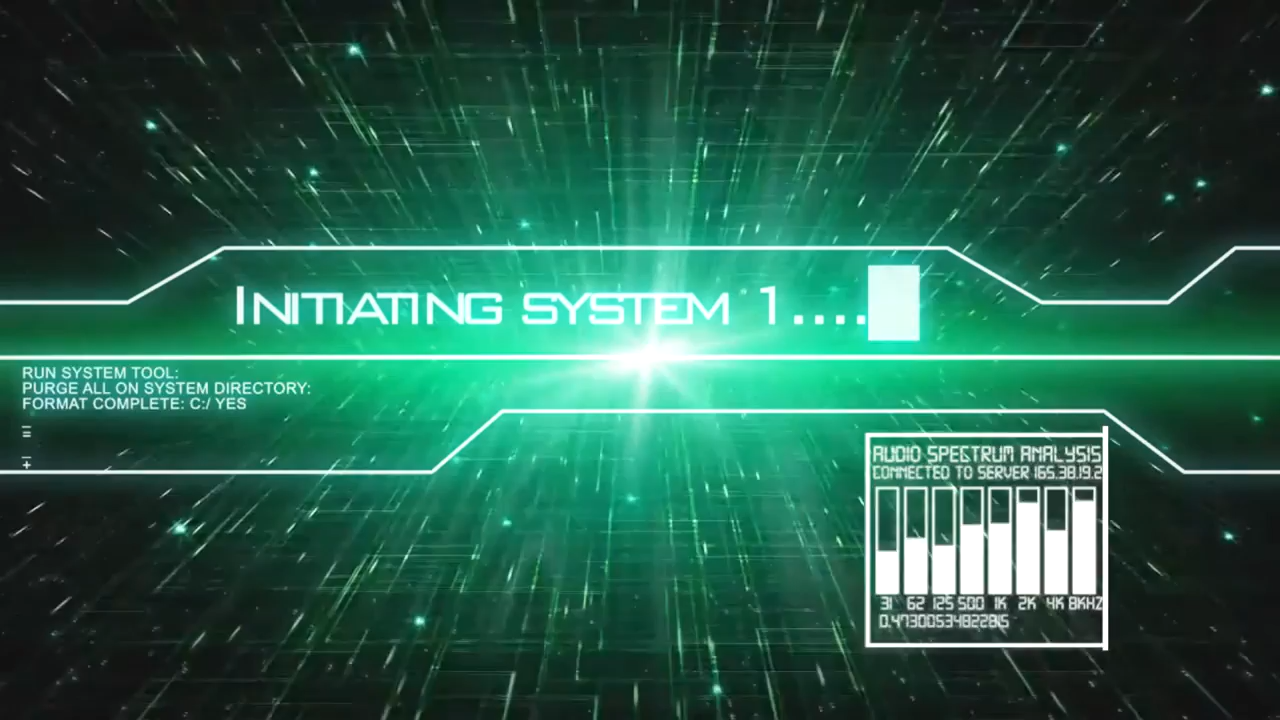 Initiating system 1....
RUN SYSTEM TOOL:
PURGE ALL ON SYSTEM DIRECTORY:
FORMAT COMPLETE: C:/ YES
AUDIO SPECTRUM ANALYSIS
CONNECTED TO SERVER 165.38.19.2
31 62 125 500 1K 2K 4K 8KHZ
0.47300534822815